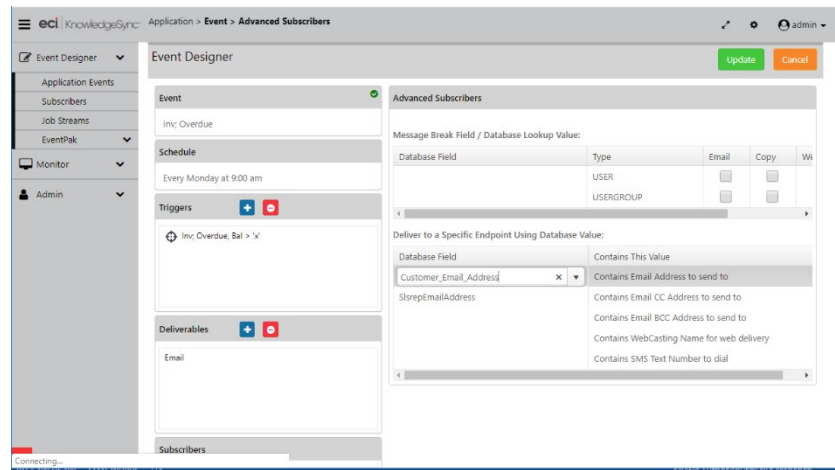 eci KnowledgeSync
Application > Event > Advanced Subscribers
admin
Event Designer
Application Events
Subscribers
Job Streams
EventPak
Monitor
Admin
Event Designer
Update
Cancel
Event
Inv; Overdue
Schedule
Every Monday at 9:00 am
Triggers
Inv; Overdue, Bal > 'x'
Deliverables
Email
Subscribers
Advanced Subscribers
Message Break Field / Database Lookup Value:
Database Field Type Email Copy We
USER
USERGROUP
Deliver to a Specific Endpoint Using Database Value:
Database Field Contains This Value
Customer_Email_Address x Contains Email Address to send to
SlsrepEmailAddress Contains Email CC Address to send to
Contains Email BCC Address to send to
Contains WebCasting Name for web delivery
Contains SMS Text Number to dial
Connecting...